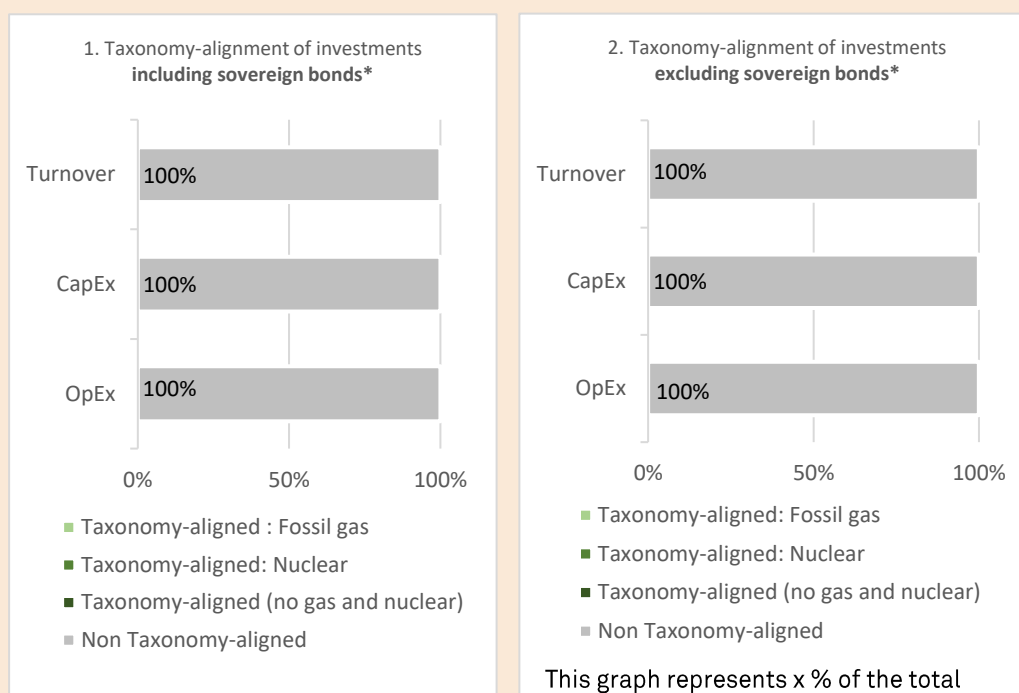 1. Taxonomy-alignment of investments
including sovereign bonds*
Turnover 100%
CapEx 100%
OpEx 100%
0% 50% 100%
Taxonomy-aligned : Fossil gas
Taxonomy-aligned: Nuclear
Taxonomy-aligned (no gas and nuclear)
Non Taxonomy-aligned
2. Taxonomy-alignment of investments
excluding sovereign bonds*
Turnover 100%
CapEx 100%
OpEx 100%
0% 50% 100%
Taxonomy-aligned: Fossil gas
Taxonomy-aligned: Nuclear
Taxonomy-aligned (no gas and nuclear)
Non Taxonomy-aligned
This graph represents x % of the total